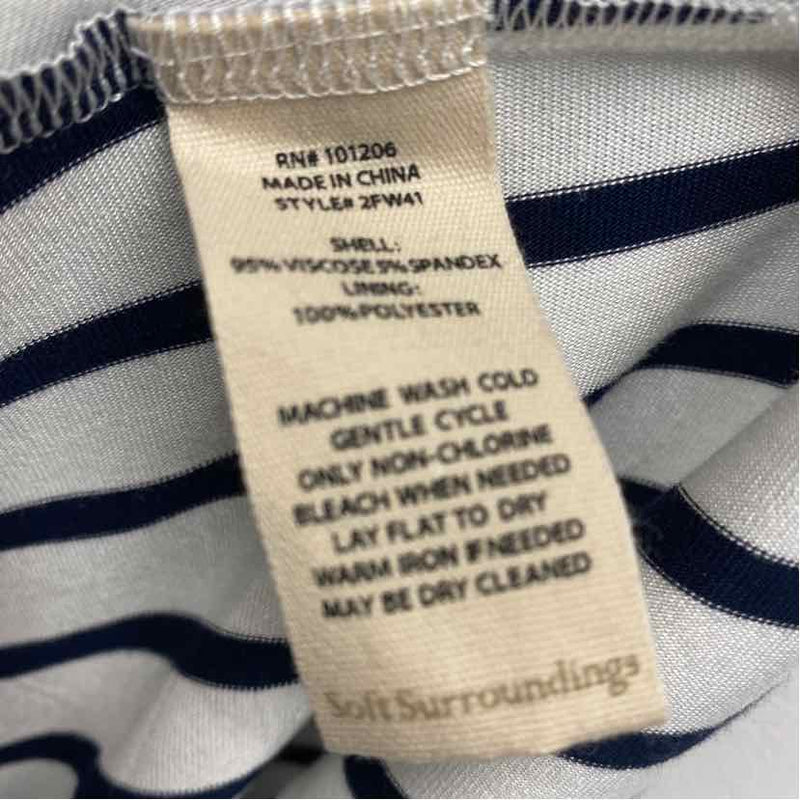 RN# 101206
MADE IN CHINA
STYLE# 2FW41
SHELL:
95% VISCOSE 5% SPANDEX
LINING:
100% POLYESTER
MACHINE WASH COLD
GENTLE CYCLE
ONLY NON-CHLORINE
BLEACH WHEN NEEDED
LAY FLAT TO DRY
WARM IRON IF NEEDED
MAY BE DRY CLEANED
Soft Surroundings